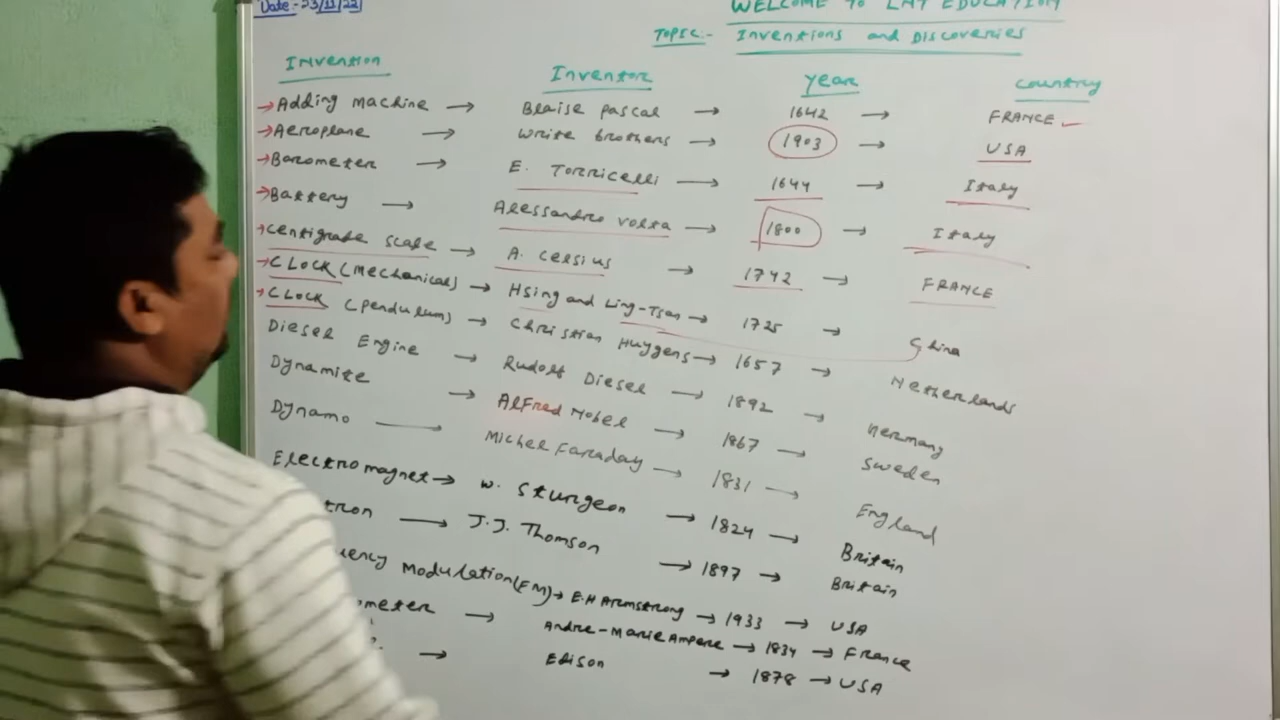 Date:- 23/11/22
WELCOME TO LMT EDUCATION
TOPIC:- Inventions and Discoveries
Invention Inventor year country
→ Adding machine → Blaise pascal → 1642 → FRANCE ✓
→ Aeroplane → Write brothers → 1903 → USA
→ Barometer → E. Torricelli → 1644 → Italy
→ Battery → Alessandro volta → 1800 → Italy
→ centigrade scale → A. celsius → 1742 → FRANCE
→ CLOCK (Mechanical) → Hsing and Ling-Tsan → 1725 → China
→ CLOCK (pendulum) → Christian Huygens → 1657 → Netherlands
Diesel Engine → Rudolf Diesel → 1892 → Germany
Dynamite → Alfred Nobel → 1867 → Sweden
Dynamo → Michel Faraday → 1831 → England
Electromagnet → W. Sturgeon → 1824 → Britain
tron → J.J. Thomson → 1897 → Britain
uency Modulation (FM) → E.H Armstrong → 1933 → USA
ometer → Andre-Marie Ampere → 1834 → France
→ Edison → 1878 → USA